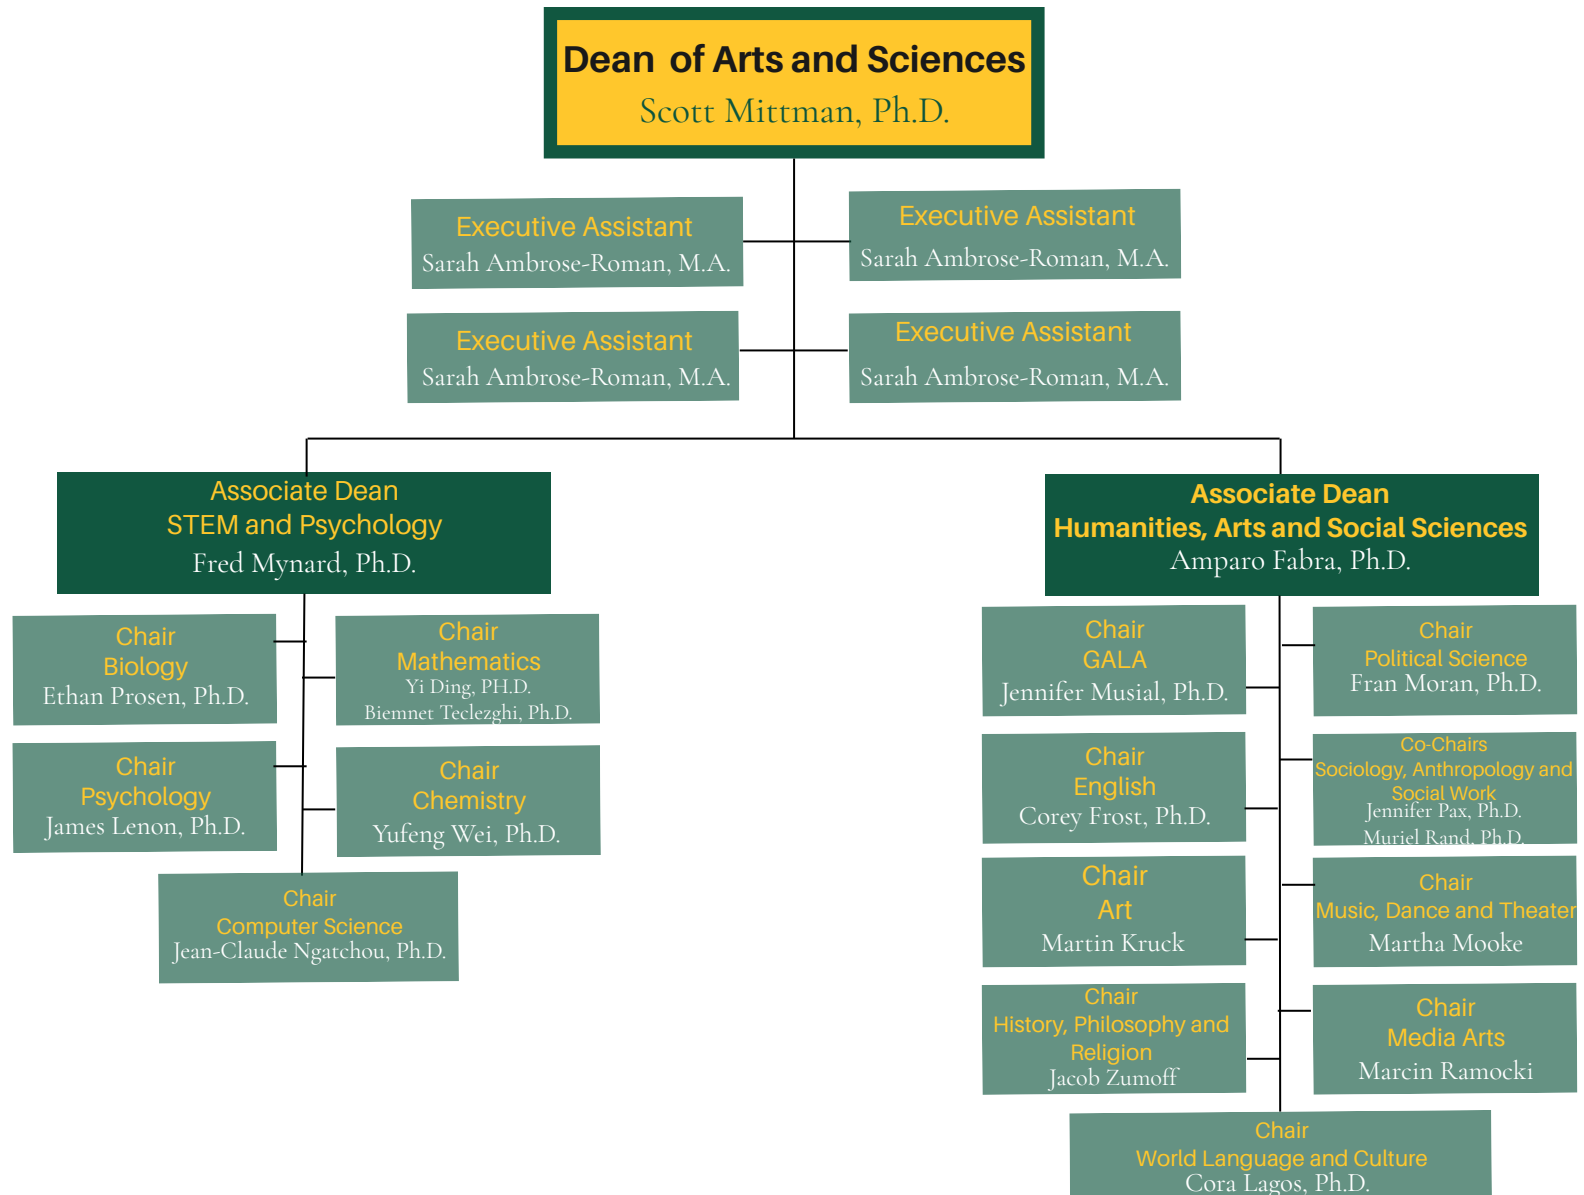 Dean of Arts and Sciences
Scott Mittman, Ph.D.
Executive Assistant
Sarah Ambrose-Roman, M.A.
Executive Assistant
Sarah Ambrose-Roman, M.A.
Executive Assistant
Sarah Ambrose-Roman, M.A.
Executive Assistant
Sarah Ambrose-Roman, M.A.
Associate Dean
STEM and Psychology
Fred Mynard, Ph.D.
Chair
Biology
Ethan Prosen, Ph.D.
Chair
Mathematics
Yi Ding, PH.D.
Biemnet Teclezghi, Ph.D.
Chair
Psychology
James Lenon, Ph.D.
Chair
Chemistry
Yufeng Wei, Ph.D.
Chair
Computer Science
Jean-Claude Ngatchou, Ph.D.
Associate Dean
Humanities, Arts and Social Sciences
Amparo Fabra, Ph.D.
Chair
GALA
Jennifer Musial, Ph.D.
Chair
Political Science
Fran Moran, Ph.D.
Chair
English
Corey Frost, Ph.D.
Co-Chairs
Sociology, Anthropology and
Social Work
Jennifer Pax, Ph.D.
Muriel Rand, Ph.D.
Chair
Art
Martin Kruck
Chair
Music, Dance and Theater
Martha Mooke
Chair
History, Philosophy and
Religion
Jacob Zumoff
Chair
Media Arts
Marcin Ramocki
Chair
World Language and Culture
Cora Lagos, Ph.D.